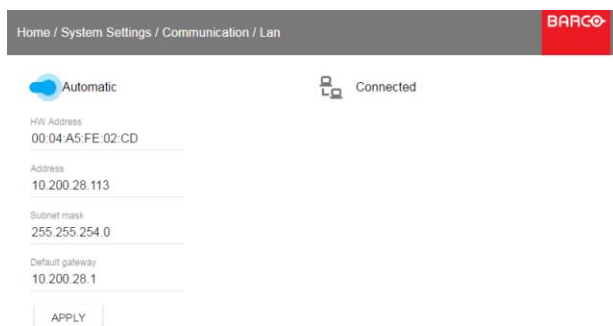 Home / System Settings / Communication / Lan
BARCO
Automatic
Connected
HW Address
00:04:A5:FE:02:CD
Address
10.200.28.113
Subnet mask
255.255.254.0
Default gateway
10.200.28.1
APPLY